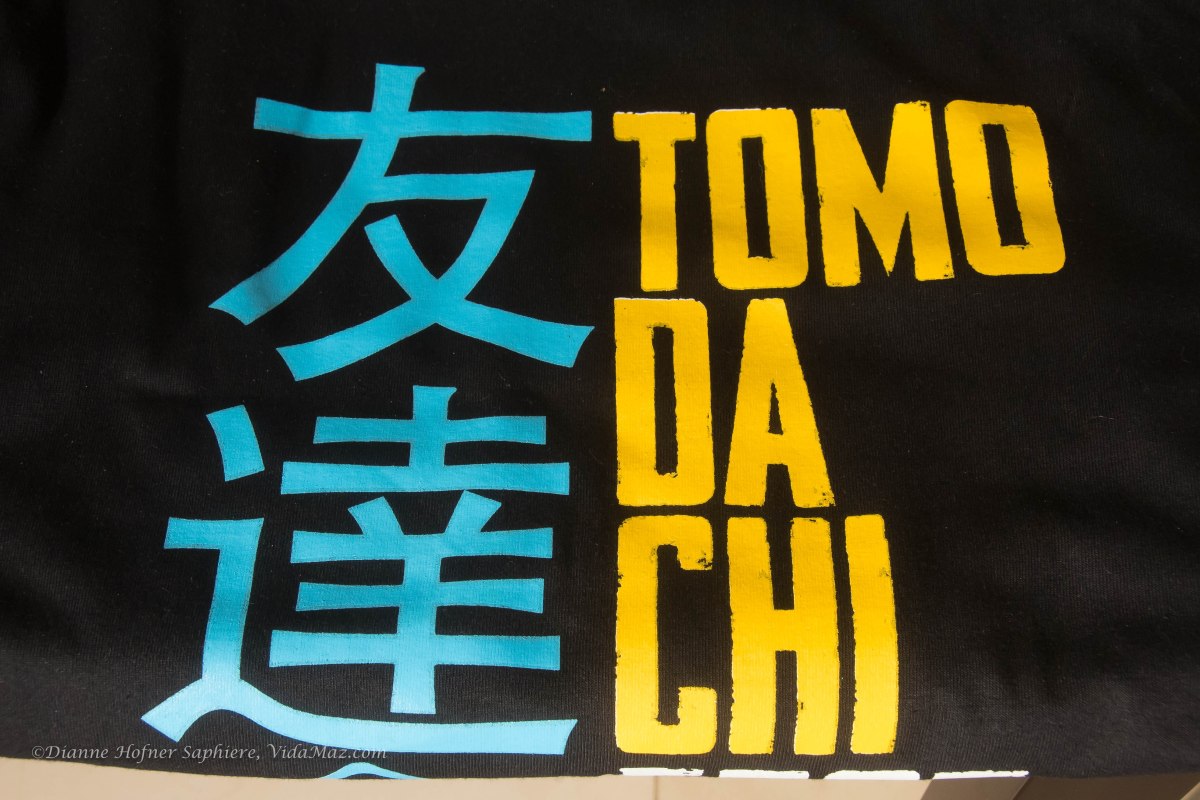 友達
TOMO
DA
CHI
©Dianne Hofner Saphiere, VidaMaz.com